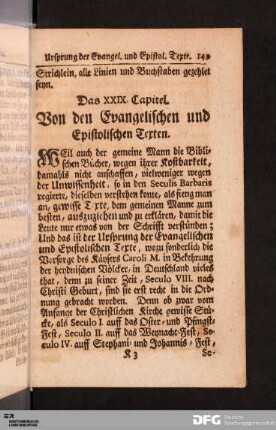 Ursprung der Evangel. und Epistol. Texte. 149
Strichlein, alle Linien und Buchstaben gezehlet
seyn.
Das XXIX. Capitel.
Von den Evangelischen und
Epistolischen Texten.
WEil auch der gemeine Mann die Bibli-
schen Bücher, wegen ihrer Kostbarkeit,
damahls nicht anschaffen, vielweniger wegen
der Unwissenheit, so in den Seculis Barbaris
regierte, dieselben verstehen konte, als fieng man
an, gewisse Texte, dem gemeinen Manne zum
besten, auszuziehen und zu erklären, damit die
Leute nur etwas von der Schrifft verstünden;
Und das ist der Ursprung der Evangelischen
und Epistolischen Texte, wozu sonderlich die
Vorsorge des Käysers Caroli M. in Bekehrung
der heydnischen Völcker, in Deutschland vieles
that, denn zu seiner Zeit, Seculo VIII. nach
Christi Geburt, sind sie erst recht in die Ord-
nung gebracht worden. Denn ob zwar vom
Anfange der Christlichen Kirche gewisse Stü-
cke, als Seculo I. auff das Oster- und Pfingst-
Fest, Seculo II. auff das Weynacht-Fest, Se-
culo IV. auff Stephani- und Johannis-Fest,
K 3 Se-
DFG Deutsche
Forschungsgemeinschaft